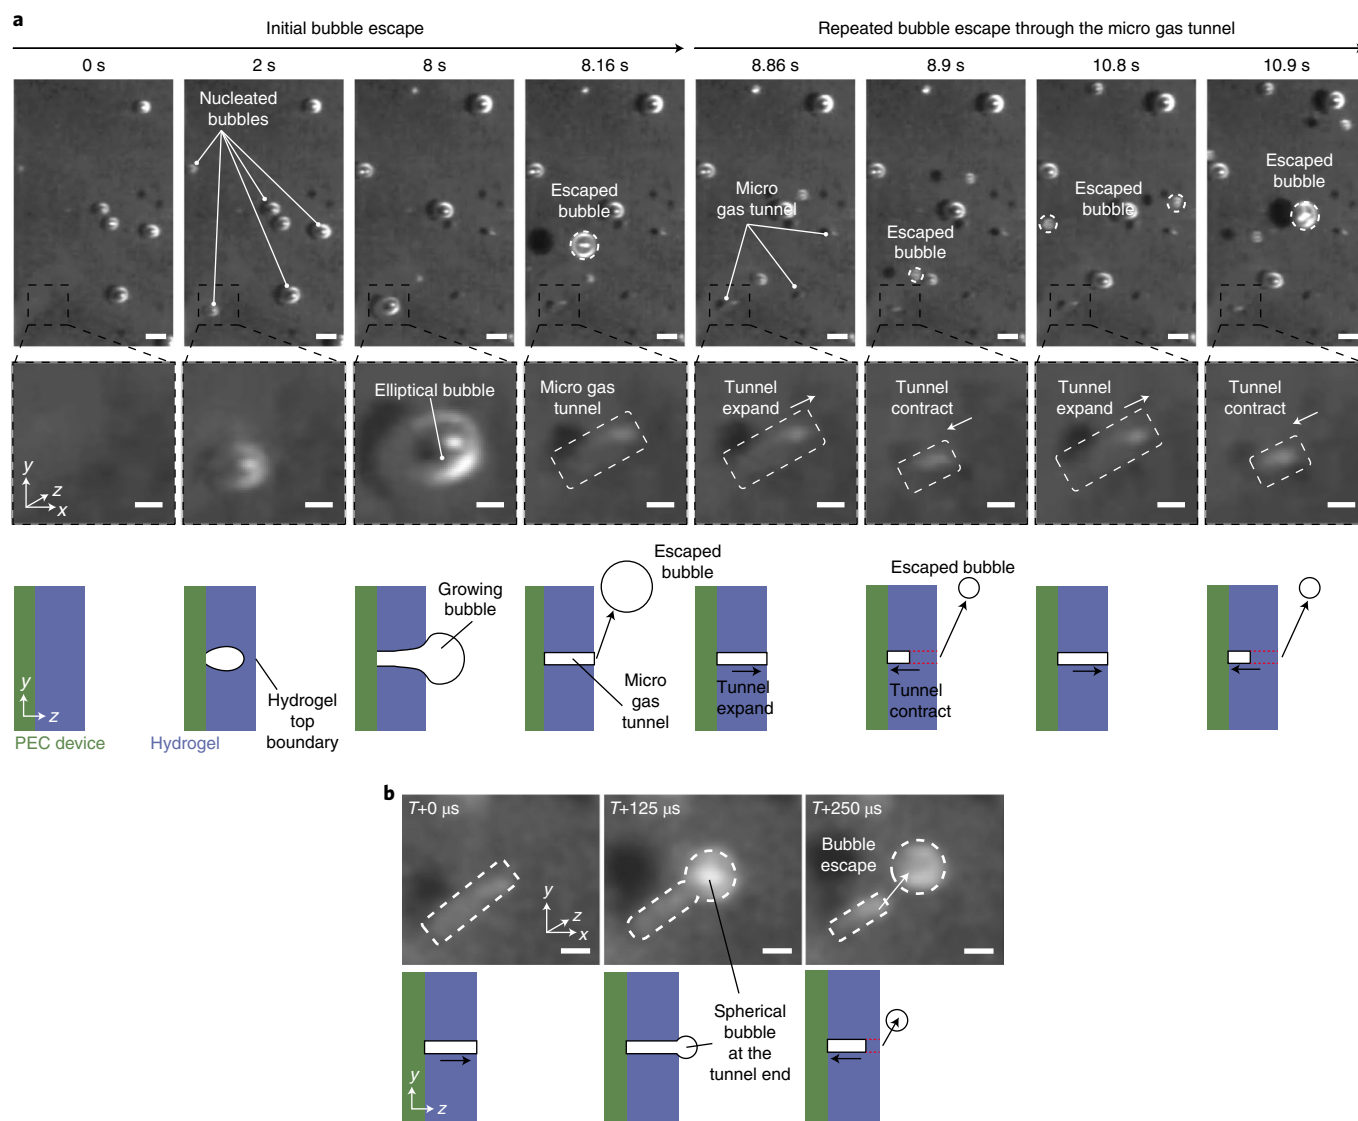 a
Initial bubble escape
Repeated bubble escape through the micro gas tunnel
0 s
2 s
8 s
8.16 s
8.86 s
8.9 s
10.8 s
10.9 s
Nucleated
bubbles
Escaped
bubble
Micro
gas tunnel
Escaped
bubble
Escaped
bubble
Escaped
bubble
Elliptical bubble
Micro gas
tunnel
Tunnel
expand
Tunnel
contract
Tunnel
expand
Tunnel
contract
y
z
x
Growing
bubble
Escaped
bubble
Escaped bubble
y
z
Hydrogel
top
boundary
Micro
gas
tunnel
Tunnel
expand
Tunnel
contract
PEC device
Hydrogel
b
T+0 µs
T+125 µs
T+250 µs
Bubble
escape
y
z
x
Spherical
bubble
at the
tunnel end
y
z